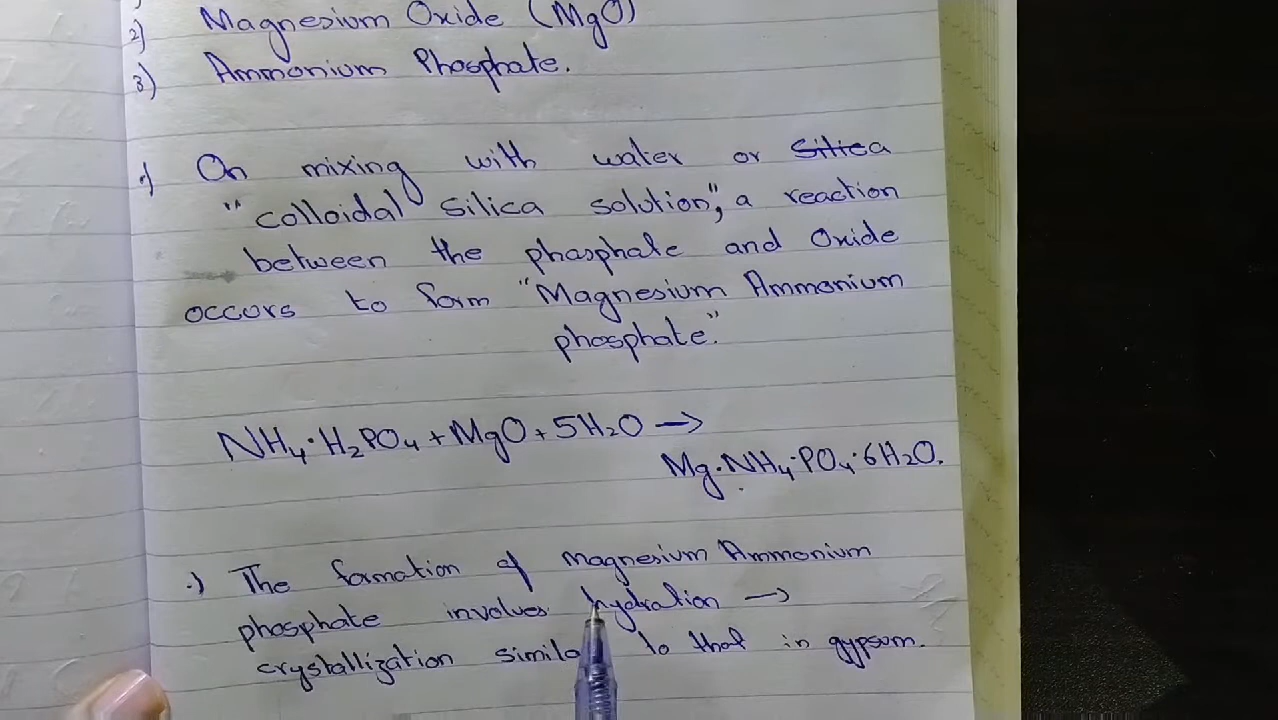 2) Magnesium Oxide (MgO)
3) Ammonium Phosphate.
•) On mixing with water or Silica
"colloidal silica solution", a reaction
between the phosphate and Oxide
occurs to form "Magnesium Ammonium
phosphate."
NH₄·H₂PO₄ + MgO + 5H₂O →
Mg·NH₄·PO₄·6H₂O.
•) The formation of Magnesium Ammonium
phosphate involves hydration →
crystallization to that in gypsum.